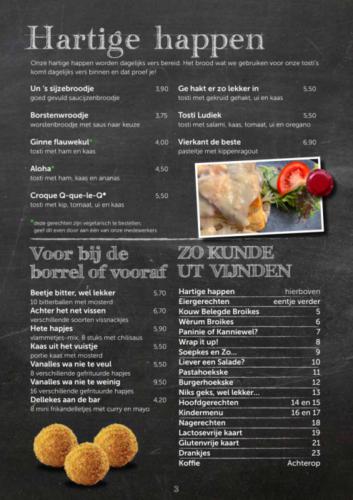 Hartige happen
Onze hartige happen worden dagelijks vers bereid. Het brood wat we gebruiken voor onze tosti's
komt dagelijks vers binnen en dat proef je!
Un 's sijzebroodje 3,90
goed gevuld saucijzenbroodje
Borstenwroodje 3,75
worstenbroodje met saus naar keuze
Ginne flauwekul* 4,00
tosti met ham en kaas
Aloha* 4,50
tosti met ham, kaas en ananas
Croque Q-que-le-Q* 5,50
tosti met kip, tomaat, ui en kaas
*deze gerechten zijn vegetarisch te bestellen,
geef dit even door aan één van onze medewerkers
Ge hakt er zo lekker in 5,50
tosti met gekruid gehakt, ui en kaas
Tosti Ludiek 5,50
tosti met salami, kaas, tomaat, ui en oregano
Vierkant de beste 6,90
pasteitje met kippenragout
Voor bij de
borrel of vooraf
Beetje bitter, wel lekker 5,70
10 bitterballen met mosterd
Achter het net vissen 6,70
verschillende soorten vissnackjes
Hete hapjes 5,90
vlammetjes-mix, 8 stuks met chilisaus
Kaas uit het vuistje 5,50
portie kaas met mosterd
Vanalles wa nie te veul 5,50
8 verschillende gefrituurde hapjes
Vanalles wa nie te weinig 9,50
16 verschillende gefrituurde hapjes
Dellekes aan de bar 4,20
8 mini frikandelletjes met curry en mayo
ZO KUNDE
UT VIJNDEN
Hartige happen hierboven
Eiergerechten eentje verder
Kouw Belegde Broikes 5
Wèrum Broikes 6
Paninie of Kanniewel? 7
Wrap it up! 8
Soepkes en Zo... 9
Liever een Salade? 10
Pastahoekske 11
Burgerhoekske 12
Niks geks, wel lekker... 13
Hoofdgerechten 14 en 15
Kindermenu 16 en 17
Nagerechten 18
Lactosevrije kaart 19
Glutenvrije kaart 21
Drankjes 23
Koffie Achterop
3